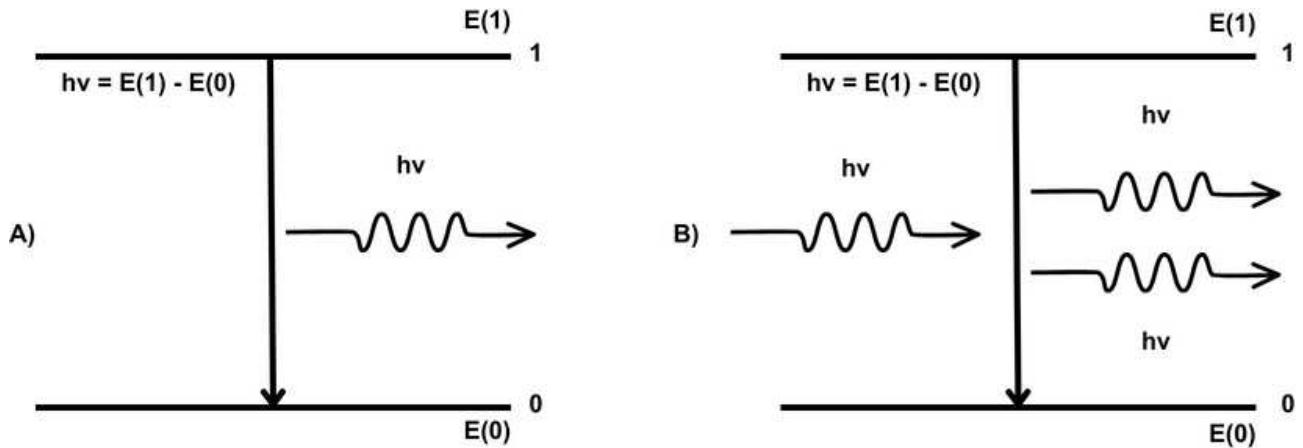 E(1)
1
hv = E(1) - E(0)
hv
A)
0
E(0)
E(1)
1
hv = E(1) - E(0)
hv
hv
B)
hv
0
E(0)